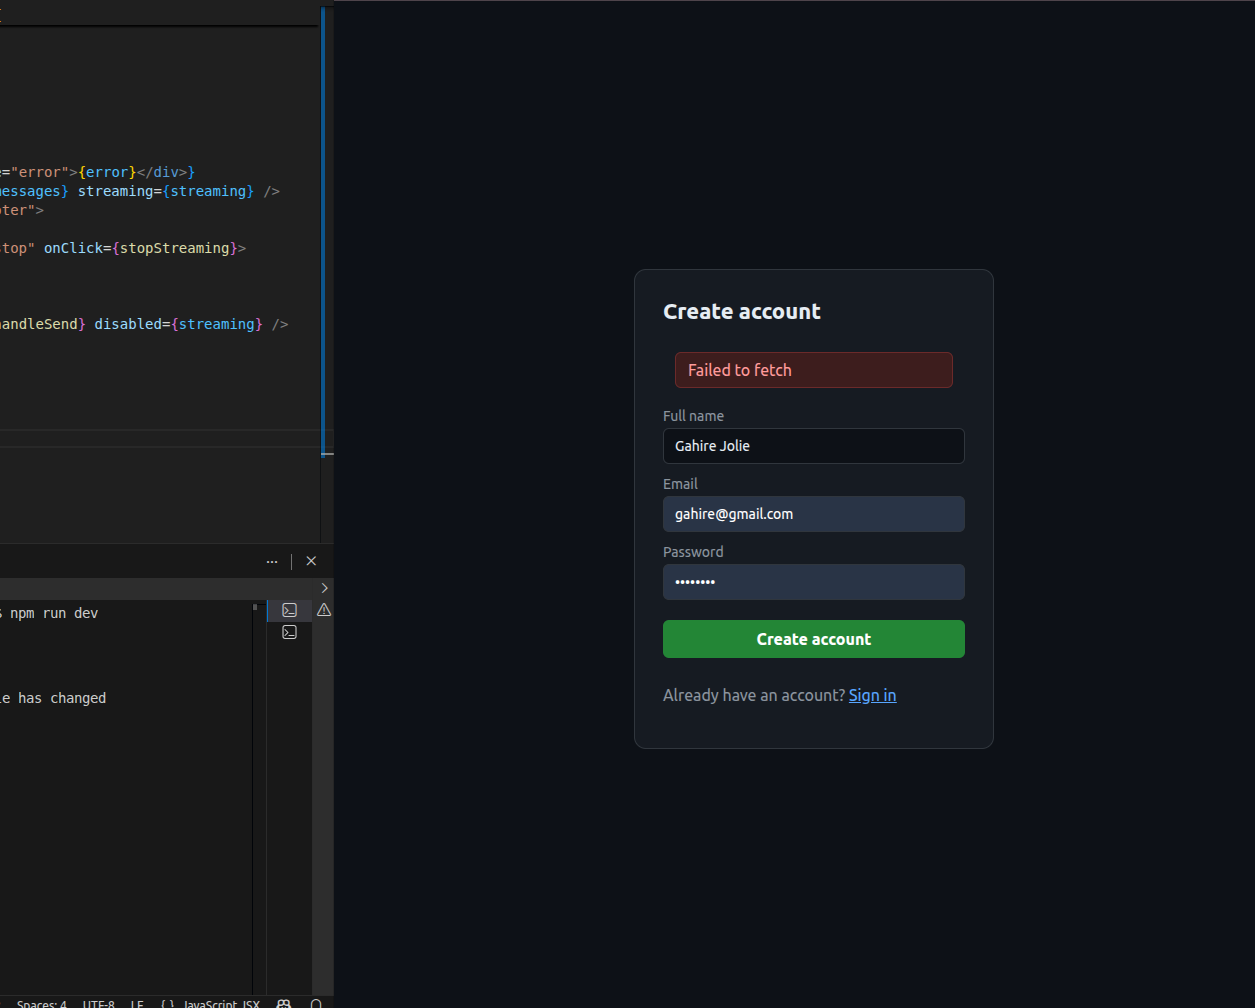 ="error">{error}</div>}
essages} streaming={streaming} />
ter">
top" onClick={stopStreaming}>
andleSend} disabled={streaming} />
npm run dev
le has changed
Spaces: 4 UTF-8 LF { } JavaScript JSX
Create account
Failed to fetch
Full name
Gahire Jolie
Email
gahire@gmail.com
Password
••••••••
Create account
Already have an account? Sign in